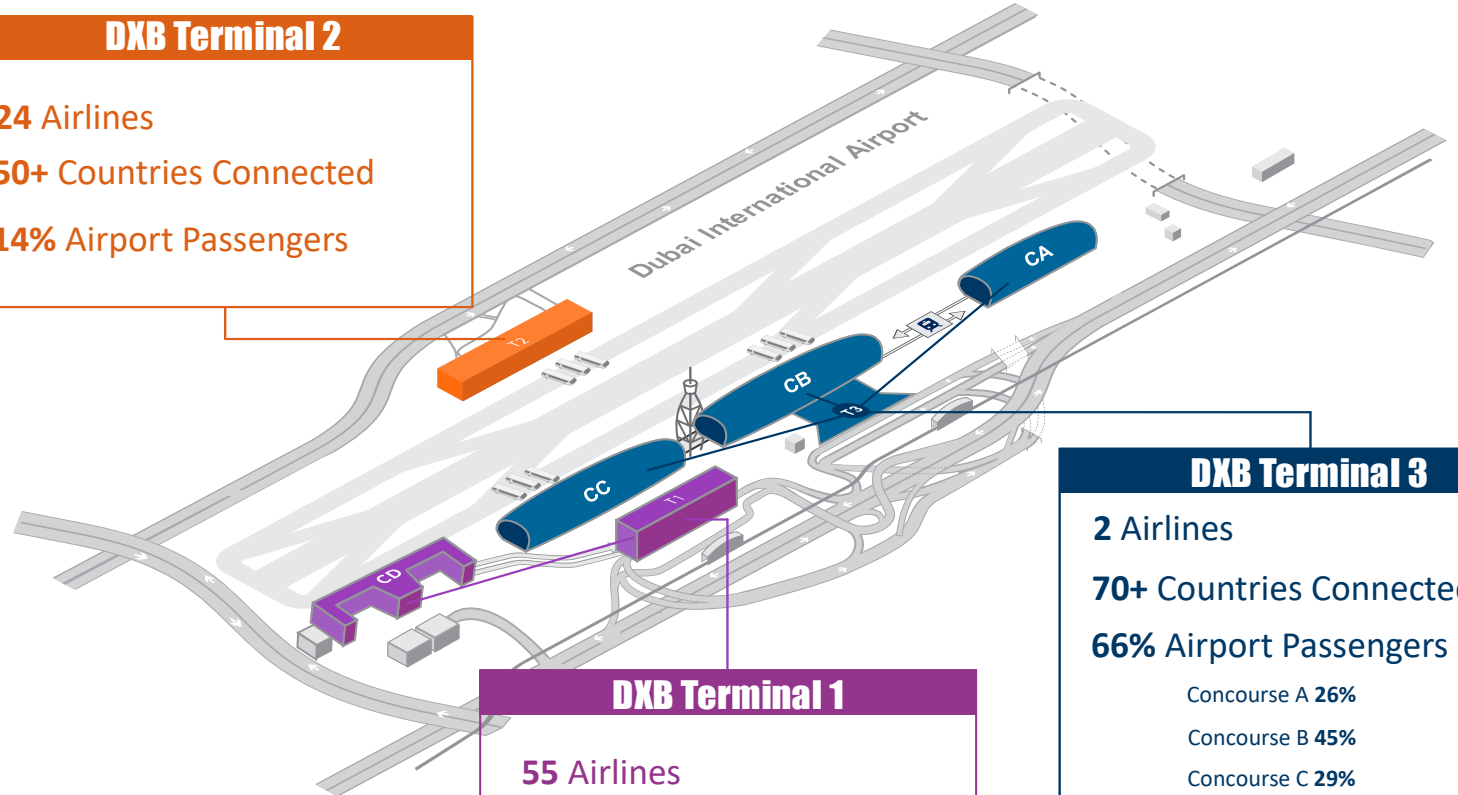 DXB Terminal 2
24 Airlines
50+ Countries Connected
14% Airport Passengers
Dubai International Airport
CA
T2
CB
T3
CC
T1
CD
DXB Terminal 3
2 Airlines
70+ Countries Connected
66% Airport Passengers
Concourse A 26%
Concourse B 45%
Concourse C 29%
DXB Terminal 1
55 Airlines